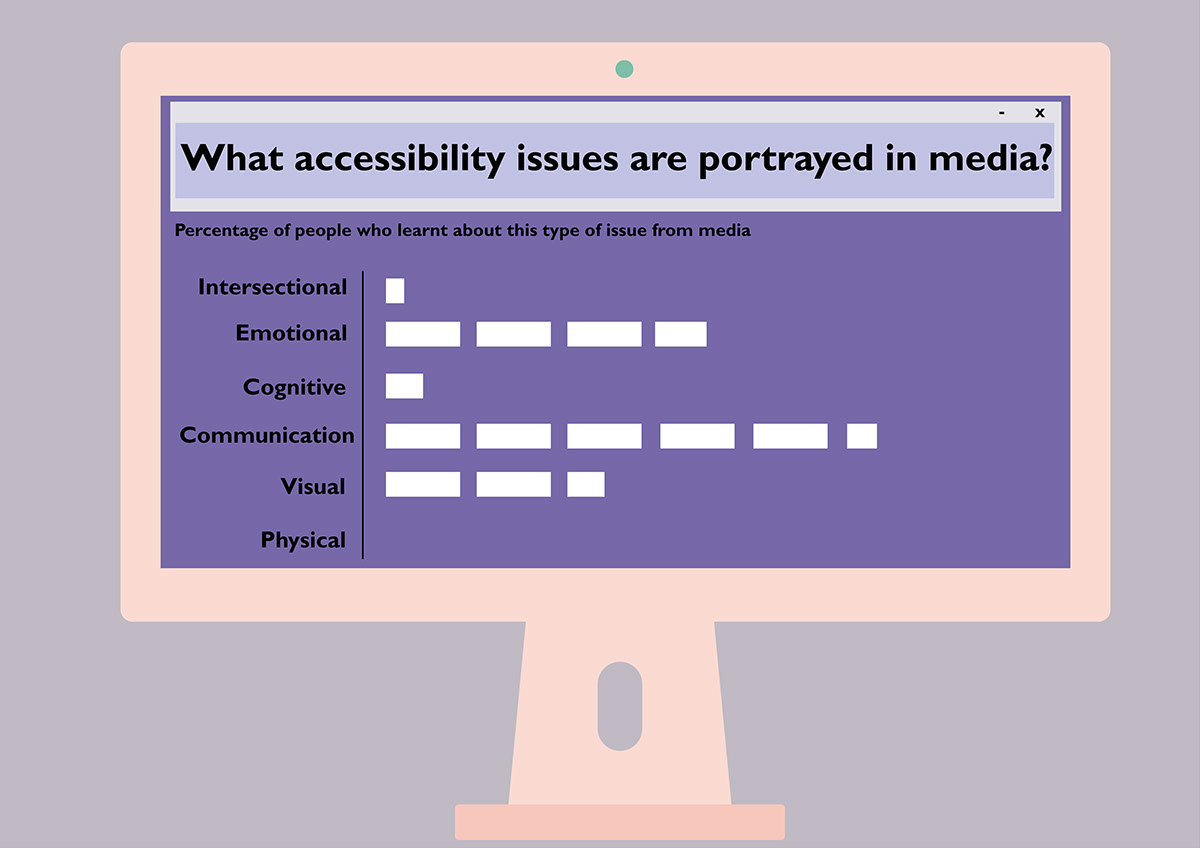 - x
What accessibility issues are portrayed in media?
Percentage of people who learnt about this type of issue from media
Intersectional
Emotional
Cognitive
Communication
Visual
Physical